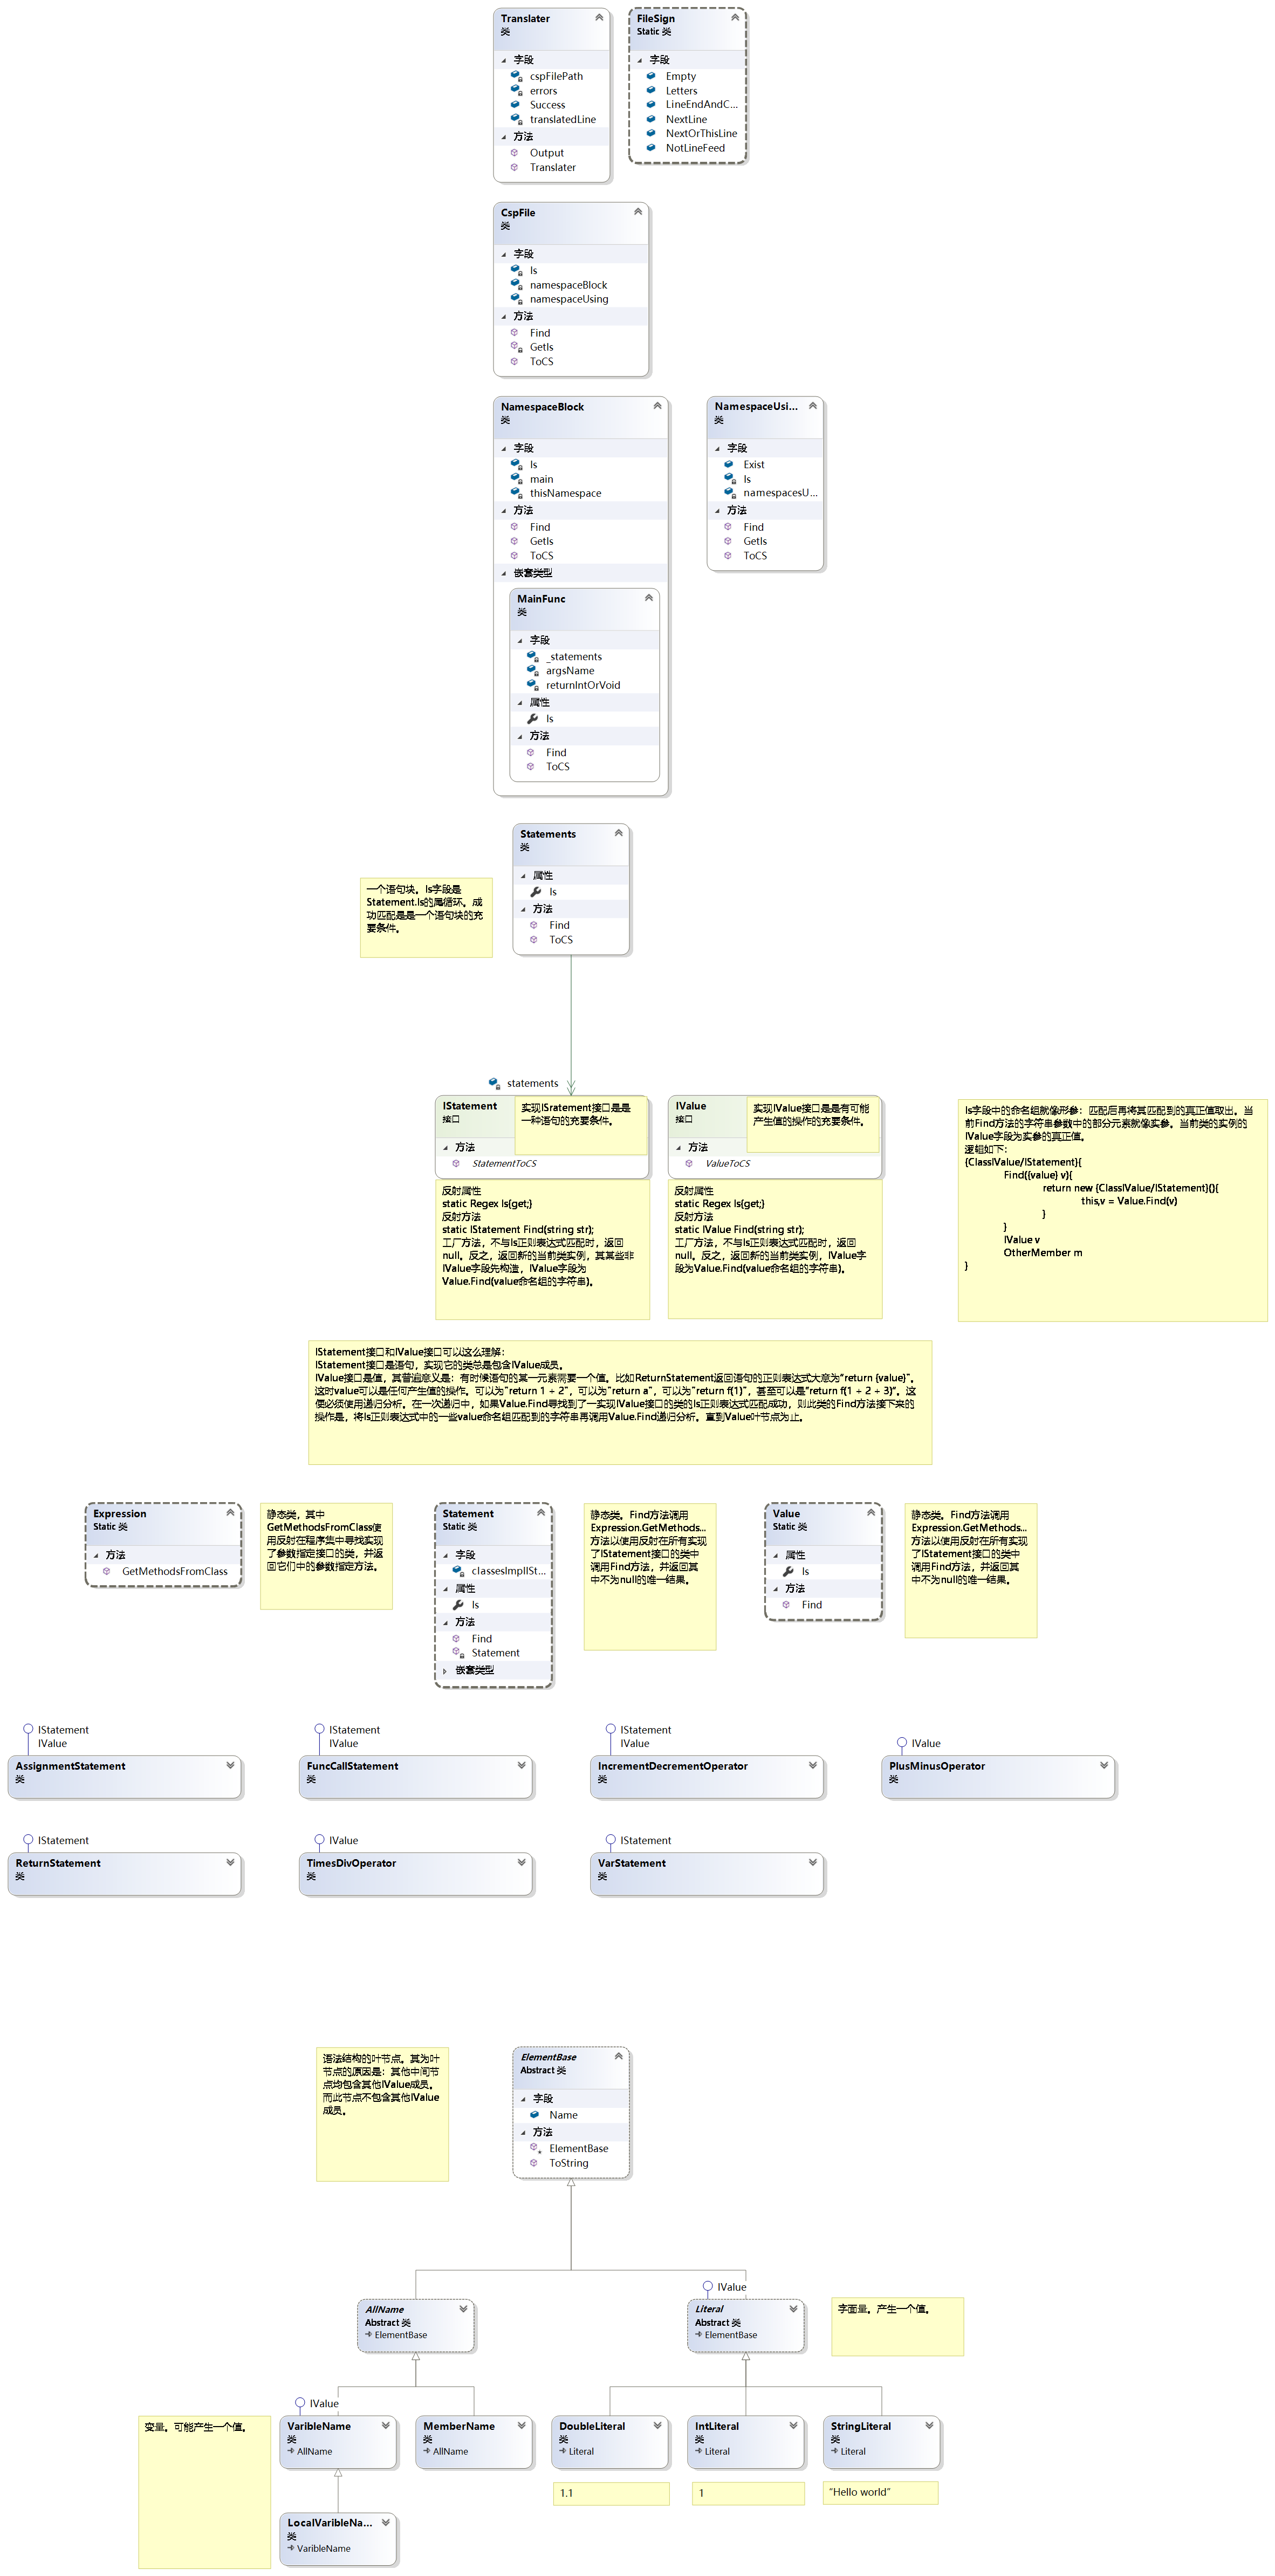 Translater
类
字段
cspFilePath
errors
Success
translatedLine
方法
Output
Translater
FileSign
Static 类
字段
Empty
Letters
LineEndAndC...
NextLine
NextOrThisLine
NotLineFeed
CspFile
类
字段
Is
namespaceBlock
namespaceUsing
方法
Find
GetIs
ToCS
NamespaceBlock
类
字段
Is
main
thisNamespace
方法
Find
GetIs
ToCS
嵌套类型
MainFunc
类
字段
_statements
argsName
returnIntOrVoid
属性
Is
方法
Find
ToCS
NamespaceUsi...
类
字段
Exist
Is
namespacesU...
方法
Find
GetIs
ToCS
一个语句块。Is字段是
Statement.Is的尾循环。成
功匹配是是一个语句块的充
要条件。
Statements
类
属性
Is
方法
Find
ToCS
statements
IStatement
接口
方法
StatementToCS
实现ISratement接口是是
一种语句的充要条件。
IValue
接口
方法
ValueToCS
实现IValue接口是是有可能
产生值的操作的充要条件。
反射属性
static Regex Is{get;}
反射方法
static IStatement Find(string str);
工厂方法，不与Is正则表达式匹配时，返回
null。反之，返回新的当前类实例，其某些非
IValue字段先构造，IValue字段为
Value.Find(value命名组的字符串)。
反射属性
static Regex Is{get;}
反射方法
static IValue Find(string str);
工厂方法，不与Is正则表达式匹配时，返回
null。反之，返回新的当前类实例，IValue字
段为Value.Find(value命名组的字符串)。
Is字段中的命名组就像形参：匹配后再将其匹配到的真正值取出。当
前Find方法的字符串参数中的部分元素就像实参。当前类的实例的
IValue字段为实参的真正值。
逻辑如下：
{ClassIValue/IStatement}{
Find({value} v){
return new {ClassIValue/IStatement}(){
this,v = Value.Find(v)
}
}
IValue v
OtherMember m
}
IStatement接口和IValue接口可以这么理解：
IStatement接口是语句，实现它的类总是包含IValue成员。
IValue接口是值，其普遍意义是：有时候语句的某一元素需要一个值。比如ReturnStatement返回语句的正则表达式大意为“return {value}"。
这时value可以是任何产生值的操作。可以为"return 1 + 2"，可以为"return a"，可以为"return f(1)"，甚至可以是“return f(1 + 2 + 3)"。这
便必须使用递归分析。在一次递归中，如果Value.Find寻找到了一实现IValue接口的类的Is正则表达式匹配成功，则此类的Find方法接下来的
操作是，将Is正则表达式中的一些value命名组匹配到的字符串再调用Value.Find递归分析。直到Value叶节点为止。
Expression
Static 类
方法
GetMethodsFromClass
静态类，其中
GetMethodsFromClass使
用反射在程序集中寻找实现
了参数指定接口的类，并返
回它们中的参数指定方法。
Statement
Static 类
字段
classesImplISt...
属性
Is
方法
Find
Statement
嵌套类型
静态类。Find方法调用
Expression.GetMethods...
方法以使用反射在所有实现
了IStatement接口的类中
调用Find方法，并返回其
中不为null的唯一结果。
Value
Static 类
属性
Is
方法
Find
静态类。Find方法调用
Expression.GetMethods...
方法以使用反射在所有实现
了IStatement接口的类中
调用Find方法，并返回其
中不为null的唯一结果。
IStatement
IValue
AssignmentStatement
类
IStatement
IValue
FuncCallStatement
类
IStatement
IValue
IncrementDecrementOperator
类
IValue
PlusMinusOperator
类
IStatement
ReturnStatement
类
IValue
TimesDivOperator
类
IStatement
VarStatement
类
语法结构的叶节点。其为叶
节点的原因是：其他中间节
点均包含其他IValue成员。
而此节点不包含其他IValue
成员。
ElementBase
Abstract 类
字段
Name
方法
ElementBase
ToString
AllName
Abstract 类
ElementBase
IValue
Literal
Abstract 类
ElementBase
字面量。产生一个值。
变量。可能产生一个值。
IValue
VaribleName
类
AllName
MemberName
类
AllName
DoubleLiteral
类
Literal
IntLiteral
类
Literal
StringLiteral
类
Literal
1.1
1
"Hello world"
LocalVaribleNa...
类
VaribleName